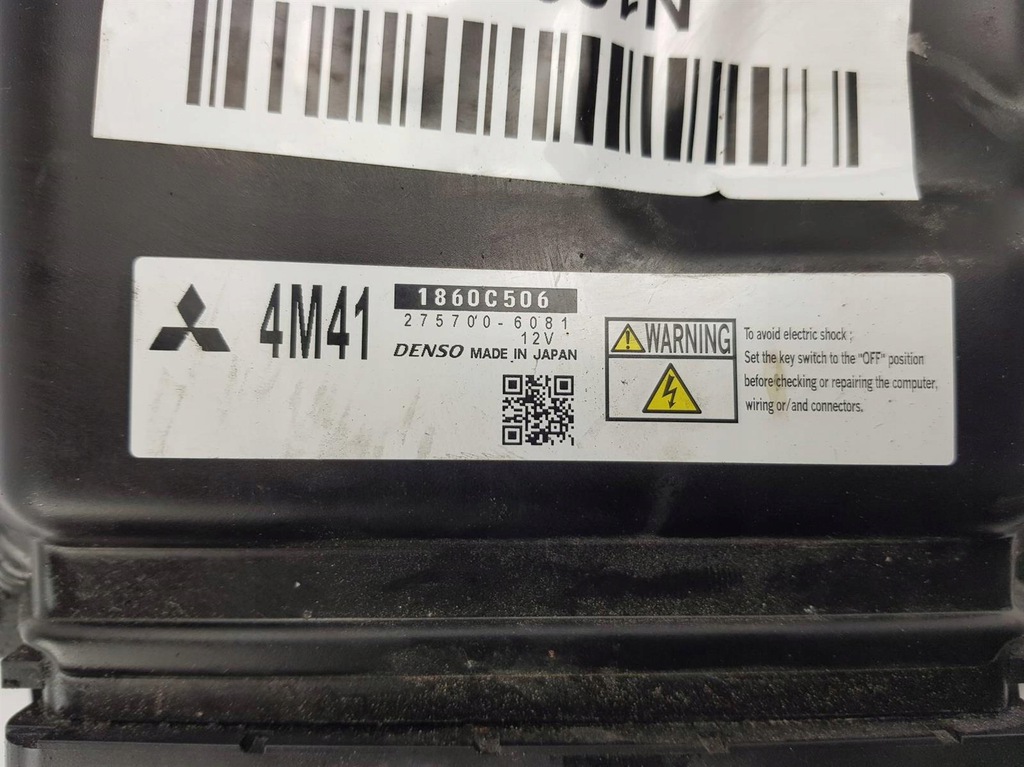 4M41
1860C506
275700-6081
12V
DENSO MADE IN JAPAN
WARNING
To avoid electric shock;
Set the key switch to the "OFF" position
before checking or repairing the computer,
wiring or/and connectors.